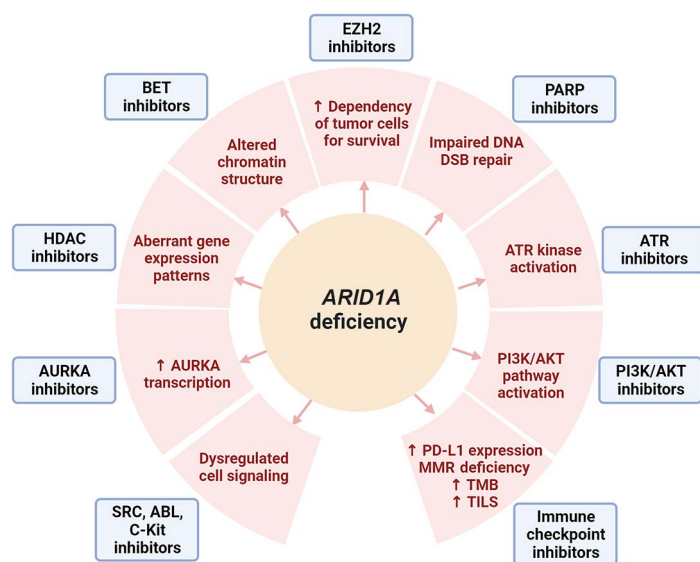 EZH2
inhibitors
BET
inhibitors
PARP
inhibitors
↑ Dependency
of tumor cells
for survival
Altered
chromatin
structure
Impaired DNA
DSB repair
HDAC
inhibitors
Aberrant gene
expression
patterns
ATR kinase
activation
ATR
inhibitors
ARID1A
deficiency
AURKA
inhibitors
↑ AURKA
transcription
PI3K/AKT
pathway
activation
PI3K/AKT
inhibitors
Dysregulated
cell signaling
↑ PD-L1 expression
MMR deficiency
↑ TMB
↑ TILS
SRC, ABL,
C-Kit
inhibitors
Immune
checkpoint
inhibitors